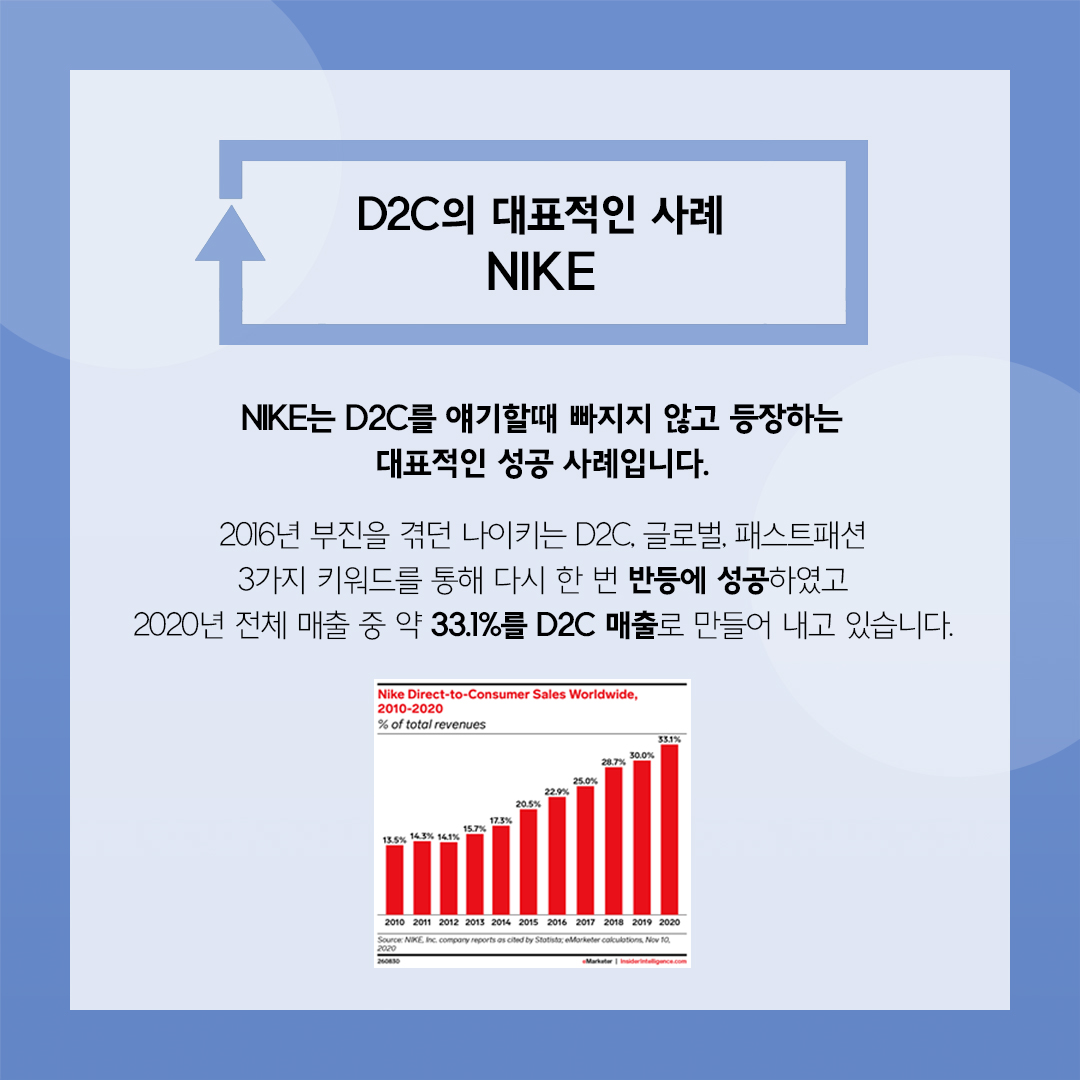 D2C의 대표적인 사례
NIKE
NIKE는 D2C를 얘기할때 빠지지 않고 등장하는
대표적인 성공 사례입니다.
2016년 부진을 겪던 나이키는 D2C, 글로벌, 패스트패션
3가지 키워드를 통해 다시 한 번 반등에 성공하였고
2020년 전체 매출 중 약 33.1%를 D2C 매출로 만들어 내고 있습니다.
Nike Direct-to-Consumer Sales Worldwide,
2010-2020
% of total revenues
13.5% 14.3% 14.1% 15.7% 17.3% 20.5% 22.9% 25.0% 28.7% 30.0% 33.1%
2010 2011 2012 2013 2014 2015 2016 2017 2018 2019 2020
Source: NIKE, Inc. company reports as cited by Statista; eMarketer calculations, Nov 10,
2020
260830 eMarketer | InsiderIntelligence.com